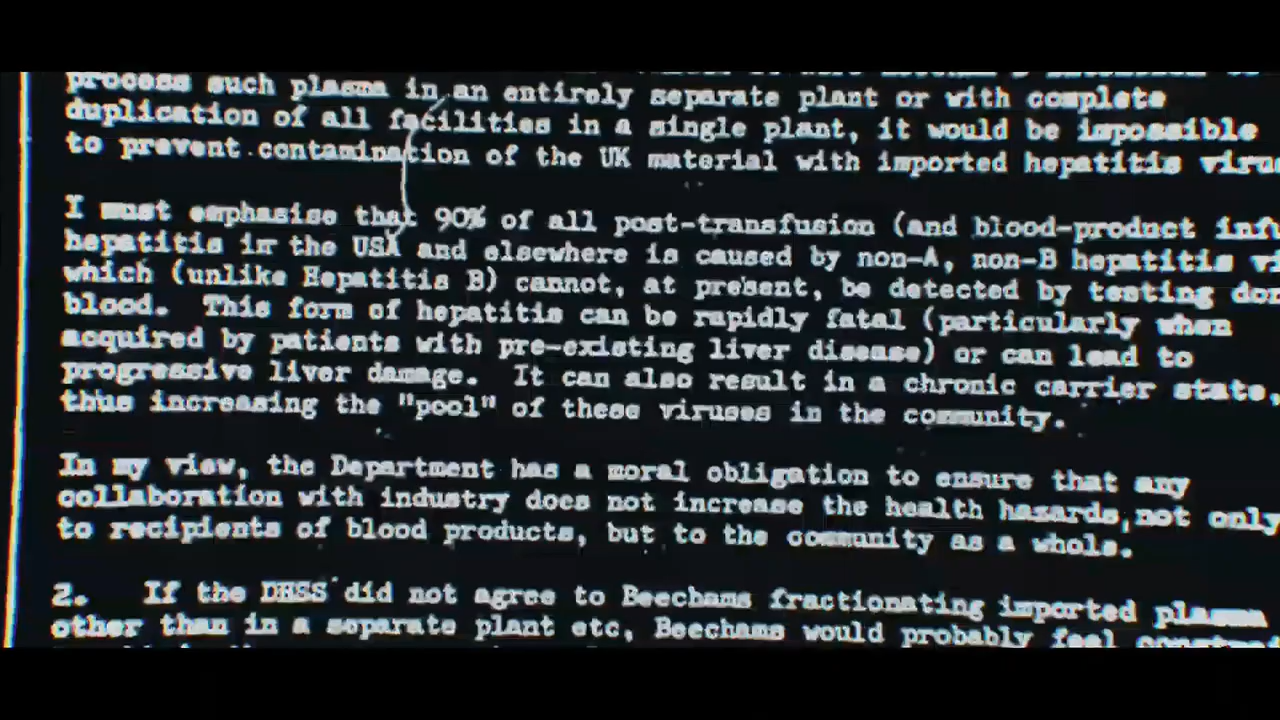 process such plasma in an entirely separate plant or with complete
duplication of all facilities in a single plant, it would be impossible
to prevent contamination of the UK material with imported hepatitis virus
I must emphasise that 90% of all post-transfusion (and blood-product infu
hepatitis in the USA and elsewhere is caused by non-A, non-B hepatitis vi
which (unlike Hepatitis B) cannot, at present, be detected by testing don
blood. This form of hepatitis can be rapidly fatal (particularly when
acquired by patients with pre-existing liver disease) or can lead to
progressive liver damage. It can also result in a chronic carrier state,
thus increasing the "pool" of these viruses in the community.
In my view, the Department has a moral obligation to ensure that any
collaboration with industry does not increase the health hazards, not only
to recipients of blood products, but to the community as a whole.
2. If the DHSS did not agree to Beechams fractionating imported plasma
other than in a separate plant etc, Beechams would probably feel